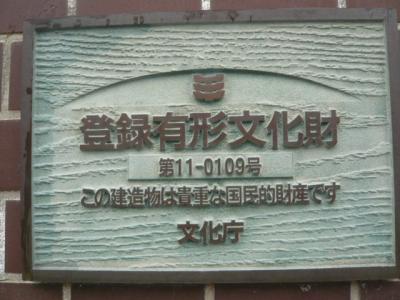 登録有形文化財
第11-0109号
この建造物は貴重な国民的財産です
文化庁